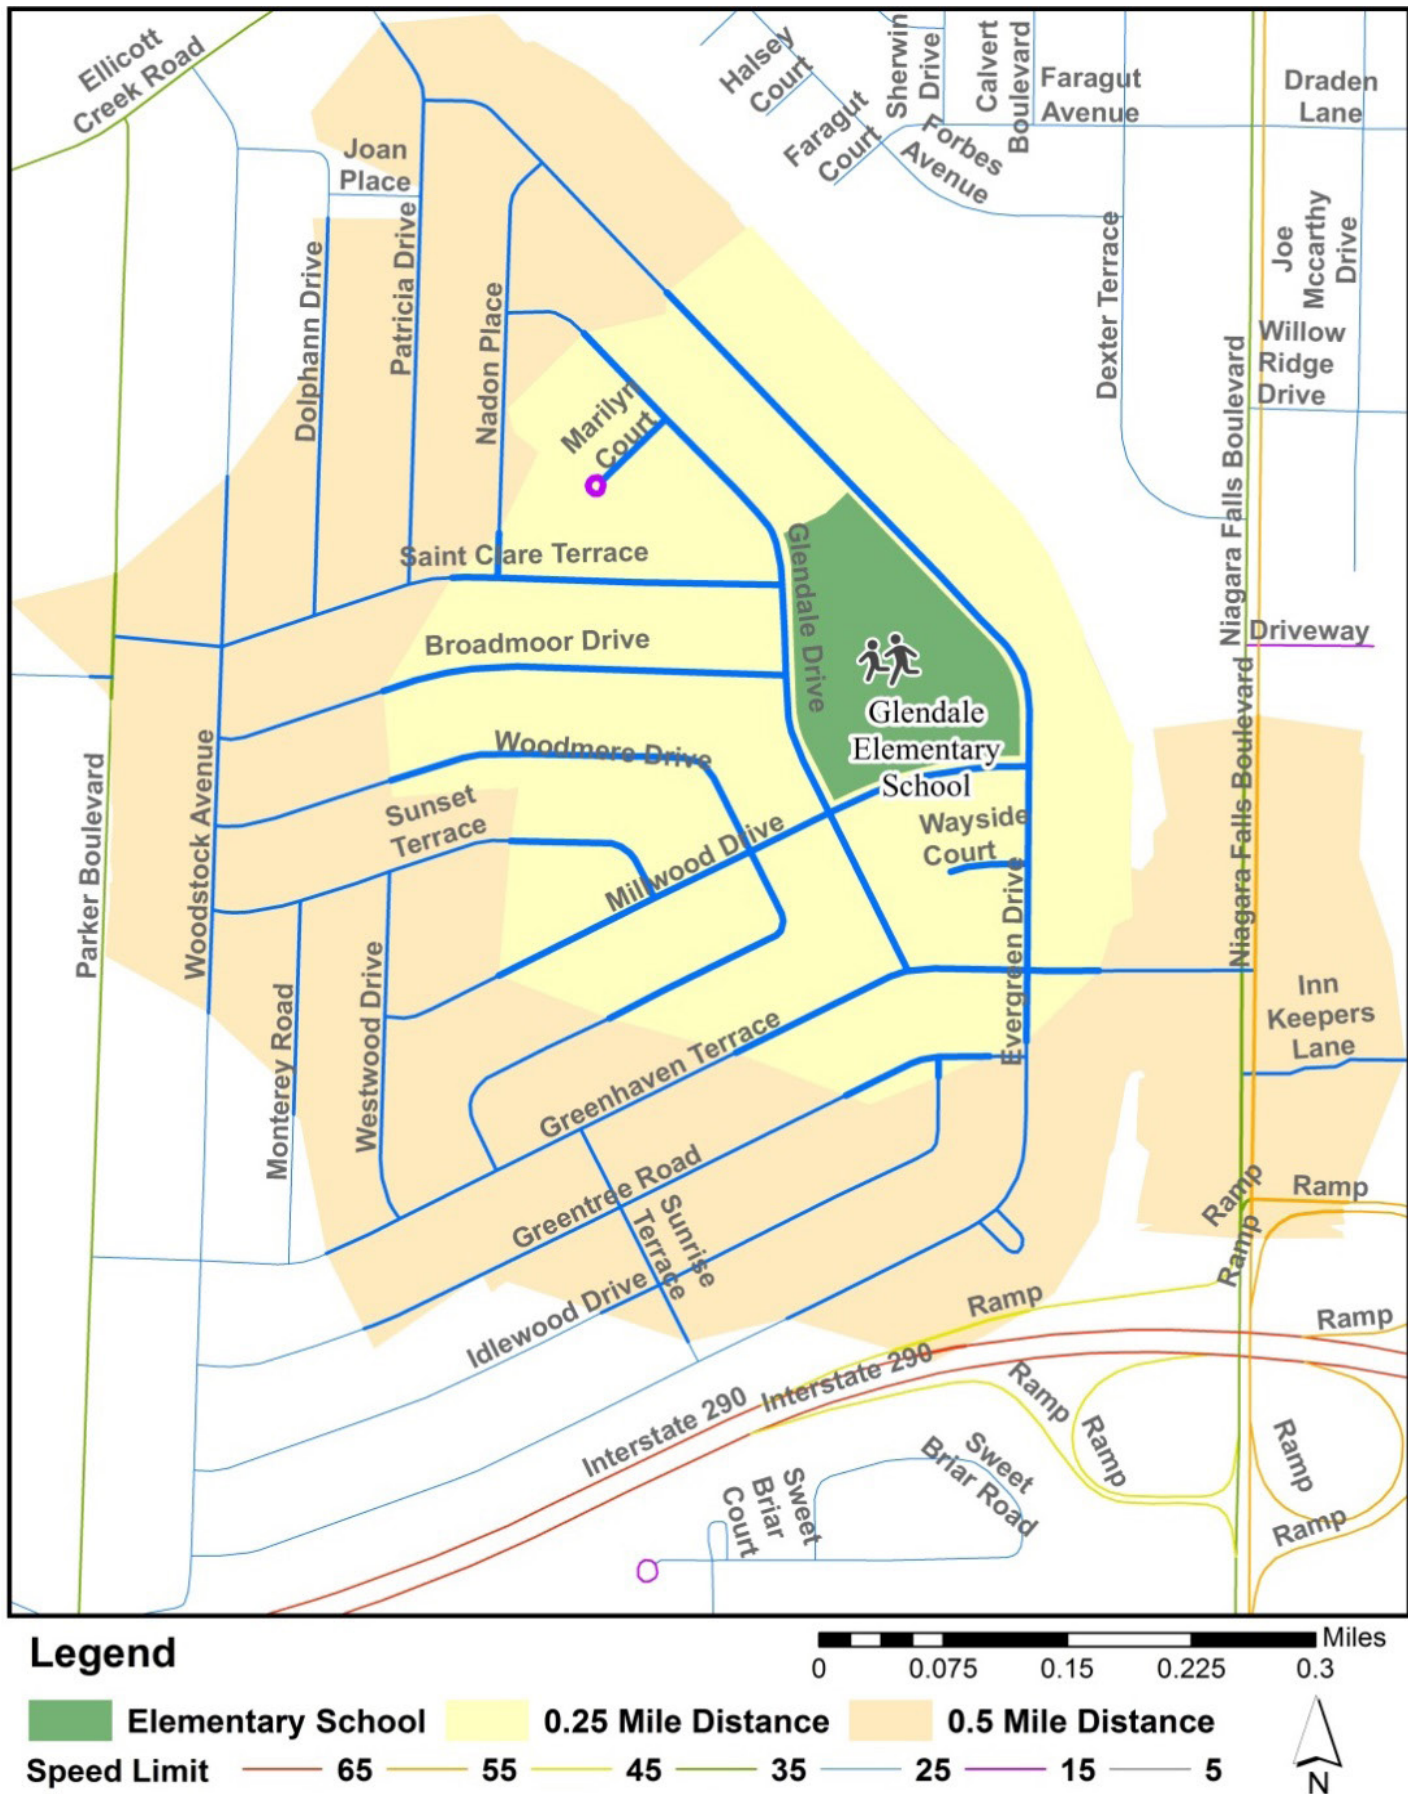 Ellicott
Creek Road
Halsey
Court
Sherwin
Drive
Calvert
Boulevard
Faragut
Avenue
Draden
Lane
Faragut
Court
Forbes
Avenue
Joan
Place
Dolphann Drive
Patricia Drive
Nadon Place
Dexter Terrace
Joe
Mccarthy
Drive
Willow
Ridge
Drive
Niagara Falls Boulevard
Marilyn
Court
Saint Clare Terrace
Glendale Drive
Broadmoor Drive
Driveway
Glendale
Elementary
School
Niagara Falls Boulevard
Woodmere Drive
Parker Boulevard
Woodstock Avenue
Sunset
Terrace
Millwood Drive
Wayside
Court
Evergreen Drive
Westwood Drive
Monterey Road
Inn
Keepers
Lane
Greenhaven Terrace
Greentree Road
Sunrise
Terrace
Idlewood Drive
Ramp
Ramp
Ramp
Ramp
Ramp
Interstate 290
Interstate 290
Ramp
Ramp
Ramp
Ramp
Sweet
Briar Road
Sweet
Briar
Court
Legend
Miles
0 0.075 0.15 0.225 0.3
Elementary School 0.25 Mile Distance 0.5 Mile Distance
Speed Limit 65 55 45 35 25 15 5
N